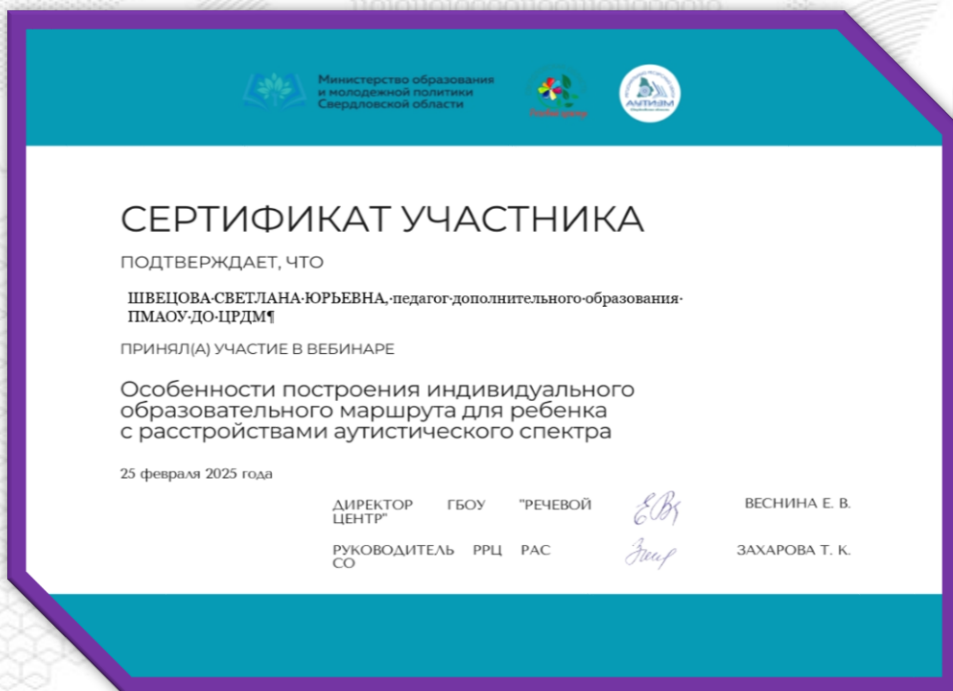 Министерство образования
и молодежной политики
Свердловской области
АУТИЗМ
СЕРТИФИКАТ УЧАСТНИКА
ПОДТВЕРЖДАЕТ, ЧТО
ШВЕЦОВА·СВЕТЛАНА·ЮРЬЕВНА,·педагог·дополнительного·образования·
ПМАОУ·ДО·ЦРДМ¶
ПРИНЯЛ(А) УЧАСТИЕ В ВЕБИНАРЕ
Особенности построения индивидуального
образовательного маршрута для ребенка
с расстройствами аутистического спектра
25 февраля 2025 года
ДИРЕКТОР ГБОУ "РЕЧЕВОЙ ВЕСНИНА Е. В.
ЦЕНТР"
РУКОВОДИТЕЛЬ РРЦ РАС ЗАХАРОВА Т. К.
СО